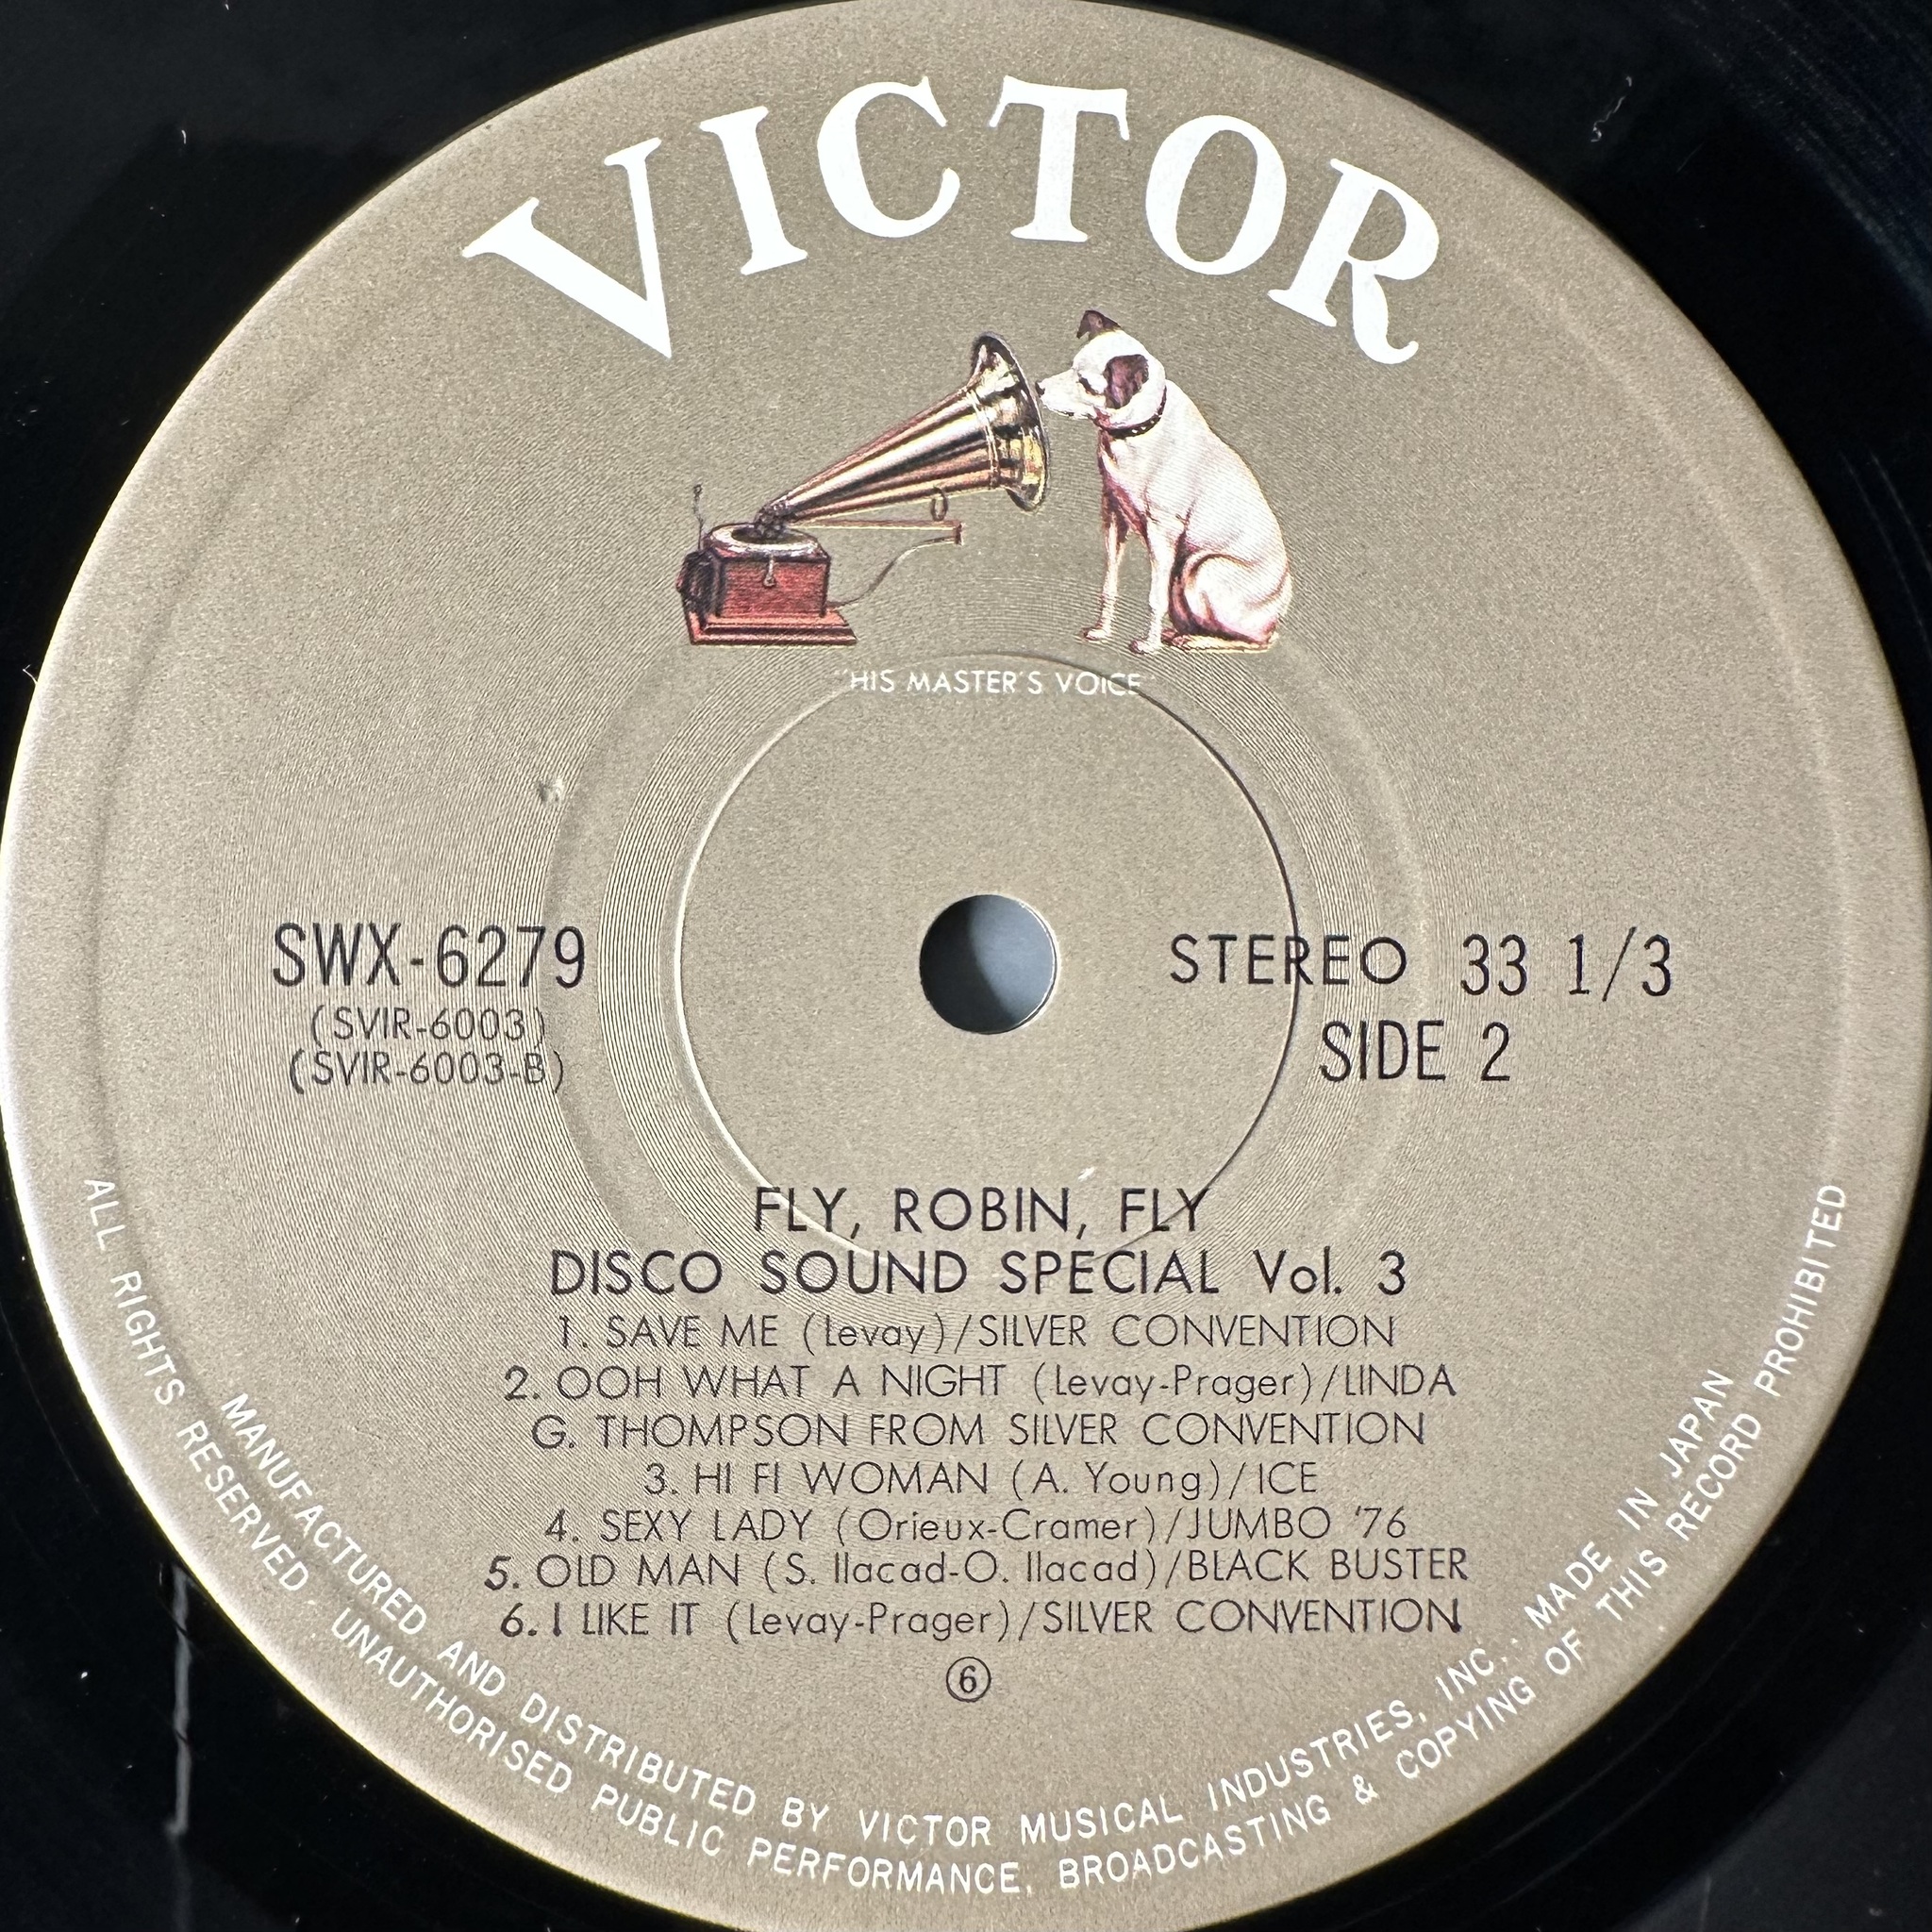 VICTOR
"HIS MASTER'S VOICE"
SWX-6279
(SVIR-6003)
(SVIR-6003-B)
STEREO 33 1/3
SIDE 2
FLY, ROBIN, FLY
DISCO SOUND SPECIAL Vol. 3
1. SAVE ME (Levay)/SILVER CONVENTION
2. OOH WHAT A NIGHT (Levay-Prager)/LINDA
G. THOMPSON FROM SILVER CONVENTION
3. HI FI WOMAN (A. Young)/ICE
4. SEXY LADY (Orieux-Cramer)/JUMBO '76
5. OLD MAN (S. Ilacad-O. Ilacad)/BLACK BUSTER
6. I LIKE IT (Levay-Prager)/SILVER CONVENTION
⑥
MANUFACTURED AND DISTRIBUTED BY VICTOR MUSICAL INDUSTRIES, INC., MADE IN JAPAN
ALL RIGHTS RESERVED, UNAUTHORISED PUBLIC PERFORMANCE, BROADCASTING & COPYING OF THIS RECORD PROHIBITED